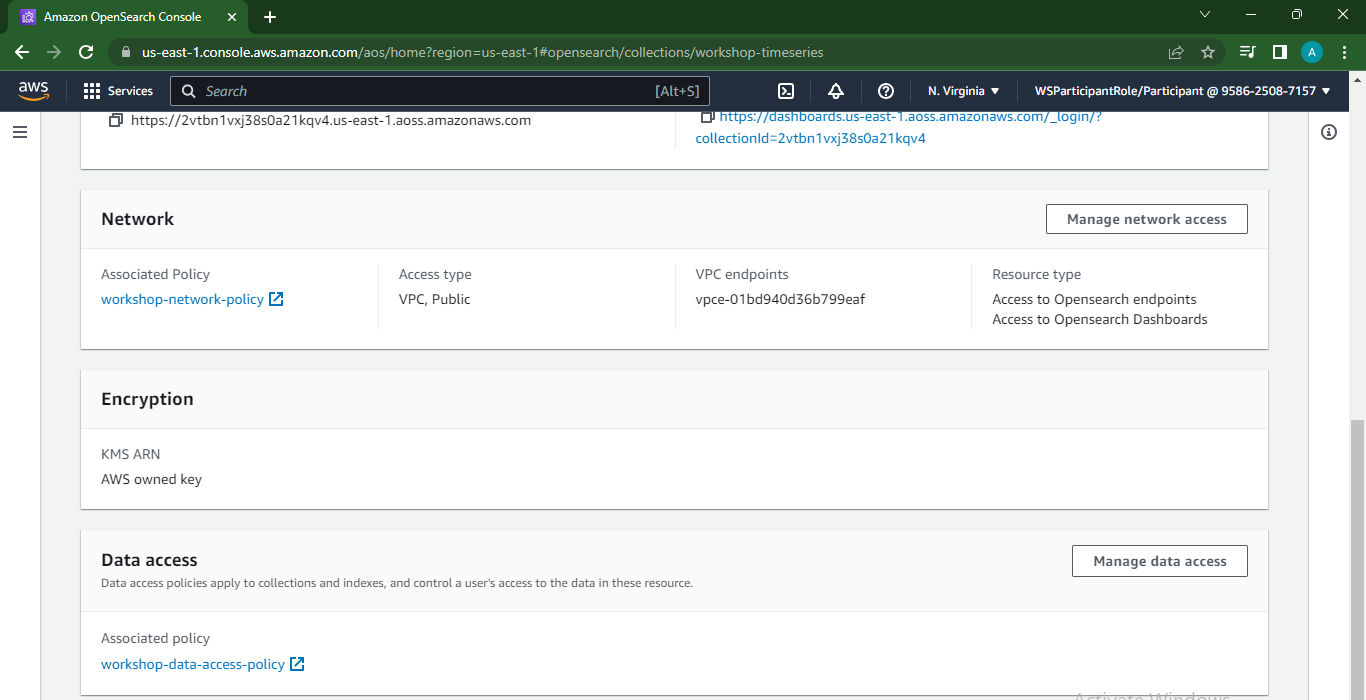 Amazon OpenSearch Console
us-east-1.console.aws.amazon.com/aos/home?region=us-east-1#opensearch/collections/workshop-timeseries
A
aws
Services
Search
[Alt+S]
N. Virginia
WSParticipantRole/Participant @ 9586-2508-7157
https://2vtbn1vxj38s0a21kqv4.us-east-1.aoss.amazonaws.com
https://dashboards.us-east-1.aoss.amazonaws.com/_login/?
collectionId=2vtbn1vxj38s0a21kqv4
Network
Manage network access
Associated Policy
workshop-network-policy
Access type
VPC, Public
VPC endpoints
vpce-01bd940d36b799eaf
Resource type
Access to Opensearch endpoints
Access to Opensearch Dashboards
Encryption
KMS ARN
AWS owned key
Data access
Data access policies apply to collections and indexes, and control a user's access to the data in these resource.
Manage data access
Associated policy
workshop-data-access-policy
Activate Windows